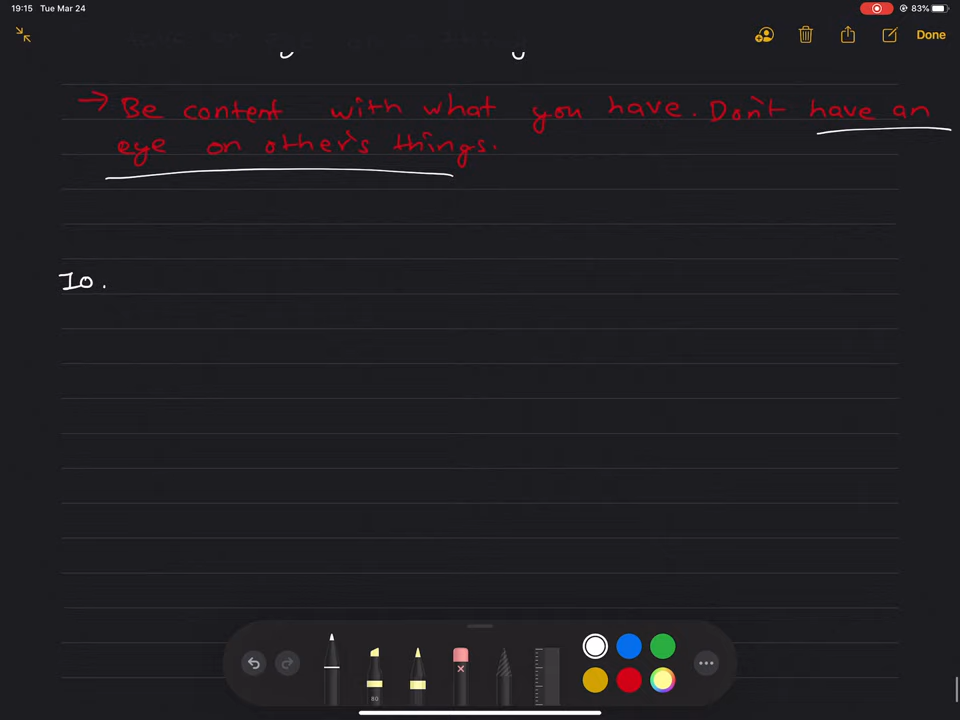 19:15 Tue Mar 24
83%
Done
→ Be content with what you have. Don't have an
eye on other's things.
10.
80